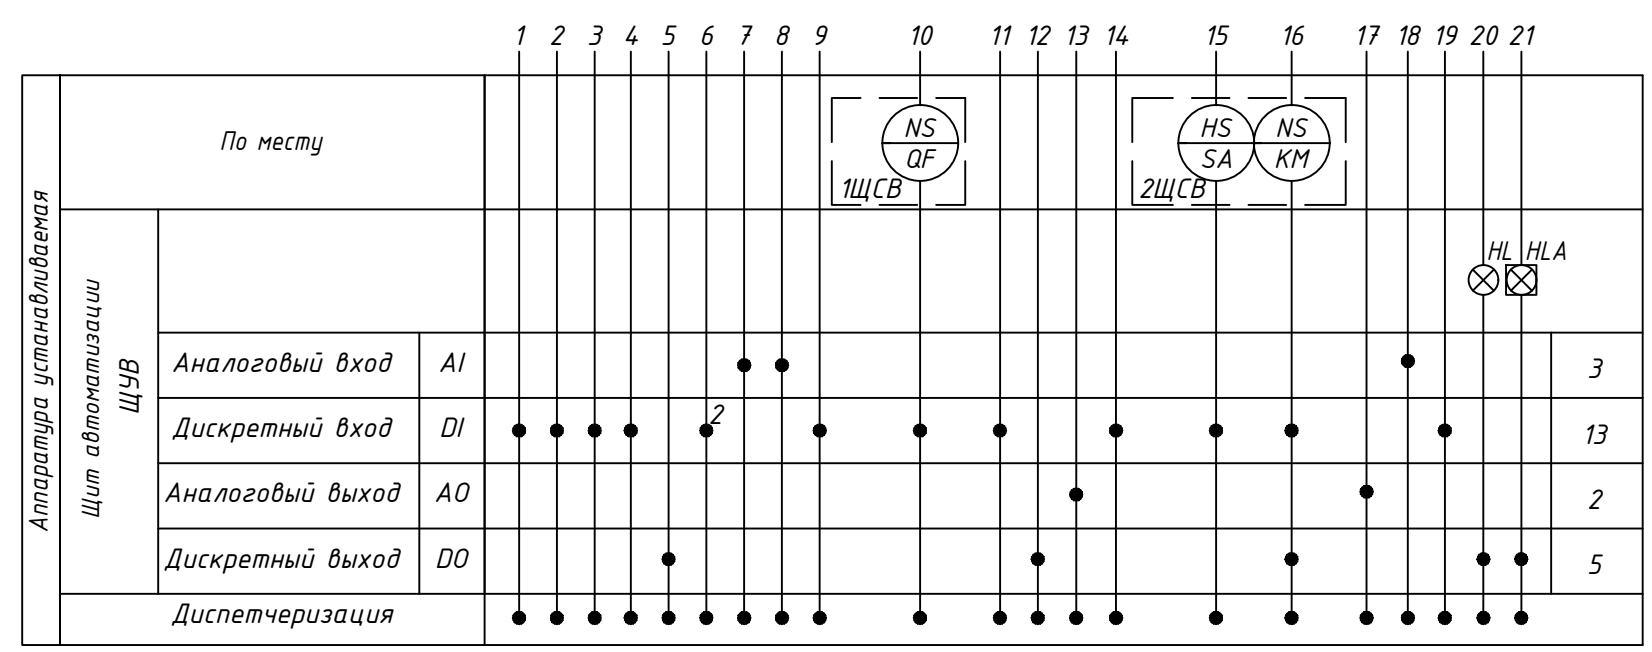 1 2 3 4 5 6 7 8 9 10 11 12 13 14 15 16 17 18 19 20 21
Аппаратура устанавливаемая
По месту
NS
QF
1ЩСВ
HS
SA
NS
KM
2ЩСВ
Щит автоматизации
ЩУВ
HL HLA
Аналоговый вход AI 3
Дискретный вход DI 2 13
Аналоговый выход AO 2
Дискретный выход DO 5
Диспетчеризация